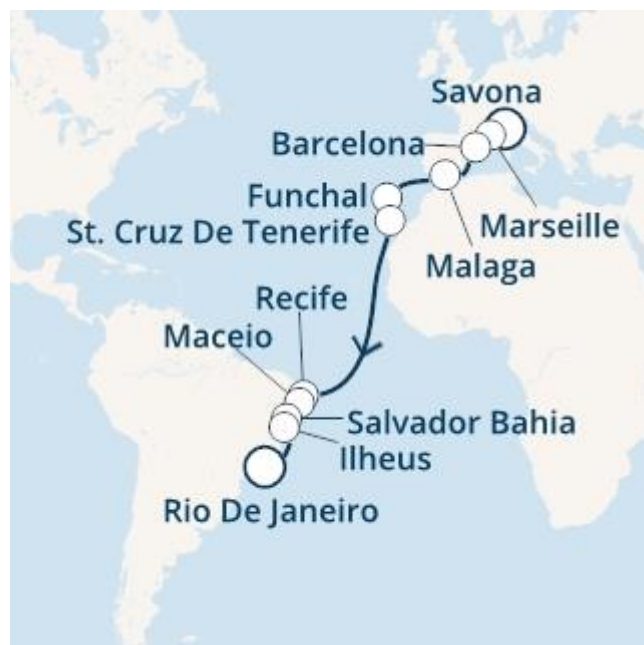 Savona
Barcelona
Funchal
Marseille
St. Cruz De Tenerife
Malaga
Recife
Maceio
Salvador Bahia
Ilheus
Rio De Janeiro